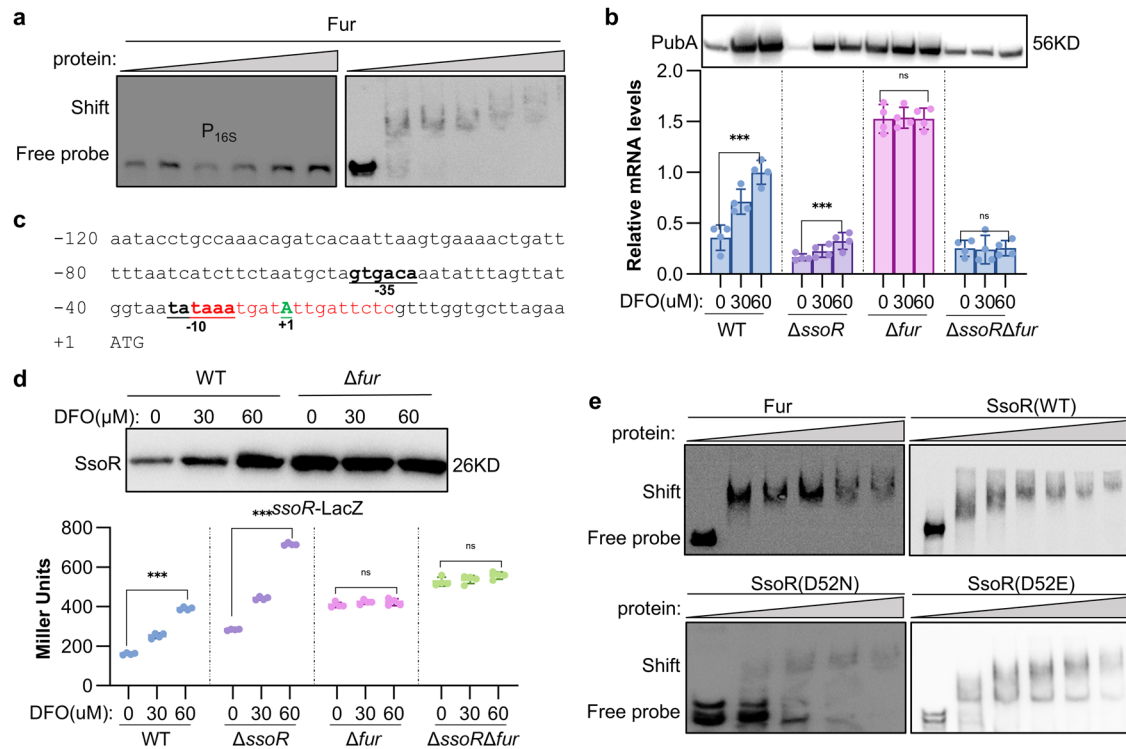 a
Fur
protein:
Shift
Free probe
P16S
b
PubA
56KD
Relative mRNA levels
2.0
1.5
1.0
0.5
0.0
***
***
ns
ns
DFO(uM): 0 3060 0 3060 0 3060 0 3060
WT ΔssoR Δfur ΔssoRΔfur
c
-120 aatacctgccaaacagatcacaattaagtgaaaactgatt
-80 tttaatcatcttctaatgctagtgacaaatatttagttat
-35
-40 ggtaatataaatgatAttgattctcgtttggtgcttagaa
-10 +1
+1 ATG
d
WT Δfur
DFO(μM): 0 30 60 0 30 60
SsoR
26KD
ssoR-LacZ
Miller Units
800
600
400
200
0
***
***
ns
ns
DFO(uM): 0 30 60 0 30 60 0 30 60 0 30 60
WT ΔssoR Δfur ΔssoRΔfur
e
Fur SsoR(WT)
protein:
Shift
Free probe
SsoR(D52N) SsoR(D52E)
protein:
Shift
Free probe